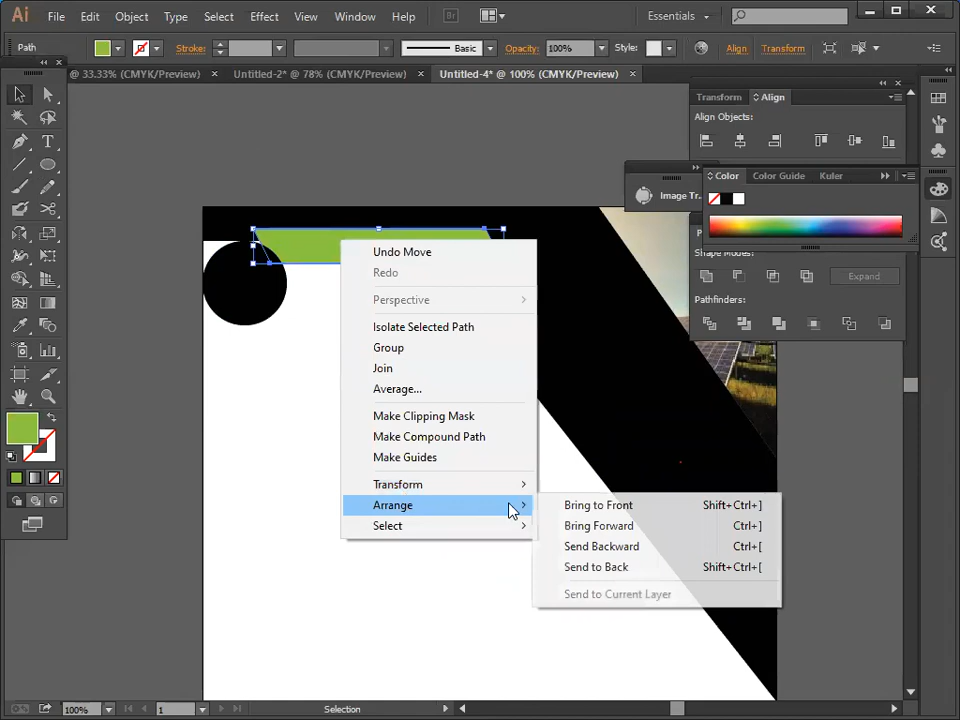 Ai File Edit Object Type Select Effect View Window Help Br Essentials
Path Stroke: Basic Opacity: 100% Style: Align Transform
@ 33.33% (CMYK/Preview) × Untitled-2* @ 78% (CMYK/Preview) × Untitled-4* @ 100% (CMYK/Preview) ×
Transform Align
Align Objects:
Color Color Guide Kuler
Image Tr...
Shape Modes:
Expand
Pathfinders:
Undo Move
Redo
Perspective
Isolate Selected Path
Group
Join
Average...
Make Clipping Mask
Make Compound Path
Make Guides
Transform
Arrange
Select
Bring to Front Shift+Ctrl+]
Bring Forward Ctrl+]
Send Backward Ctrl+[
Send to Back Shift+Ctrl+[
Send to Current Layer
100% 1 Selection